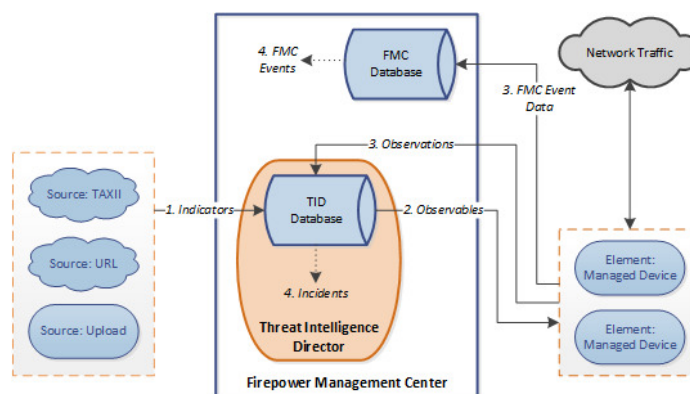 4. FMC
Events
FMC
Database
Network Traffic
3. FMC Event
Data
3. Observations
Source: TAXII
1. Indicators
TID
Database
2. Observables
Source: URL
Element:
Managed Device
4. Incidents
Source: Upload
Threat Intelligence
Director
Element:
Managed Device
Firepower Management Center